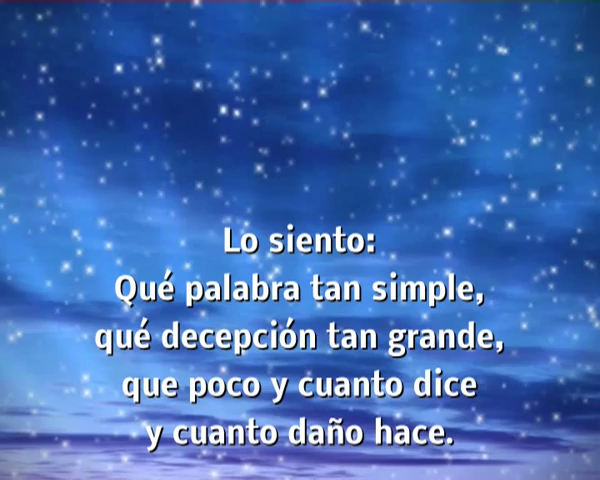 Lo siento:
Qué palabra tan simple,
qué decepción tan grande,
que poco y cuanto dice
y cuanto daño hace.